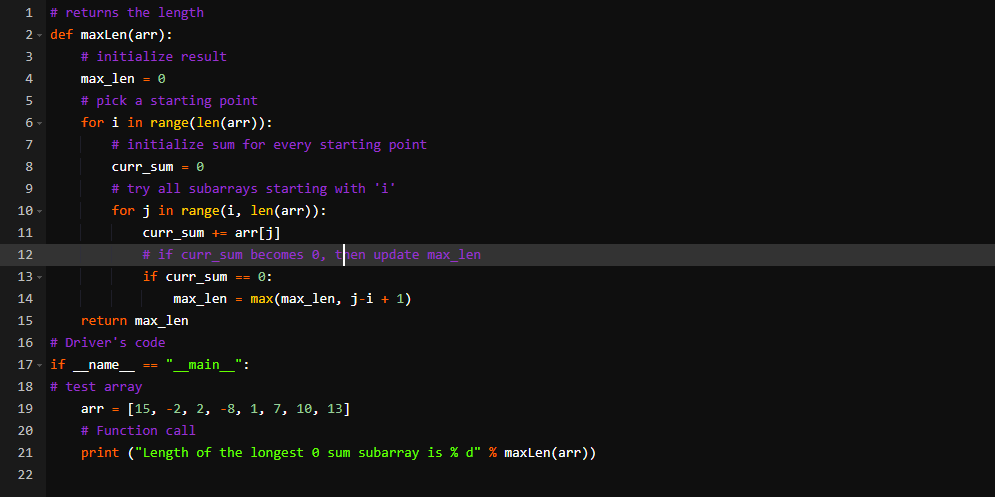 1 # returns the length
2 def maxLen(arr):
3     # initialize result
4     max_len = 0
5     # pick a starting point
6     for i in range(len(arr)):
7         # initialize sum for every starting point
8         curr_sum = 0
9         # try all subarrays starting with 'i'
10         for j in range(i, len(arr)):
11             curr_sum += arr[j]
12             # if curr_sum becomes 0, then update max_len
13             if curr_sum == 0:
14                 max_len = max(max_len, j-i + 1)
15     return max_len
16 # Driver's code
17 if __name__ == "__main__":
18 # test array
19     arr = [15, -2, 2, -8, 1, 7, 10, 13]
20     # Function call
21     print ("Length of the longest 0 sum subarray is % d" % maxLen(arr))
22